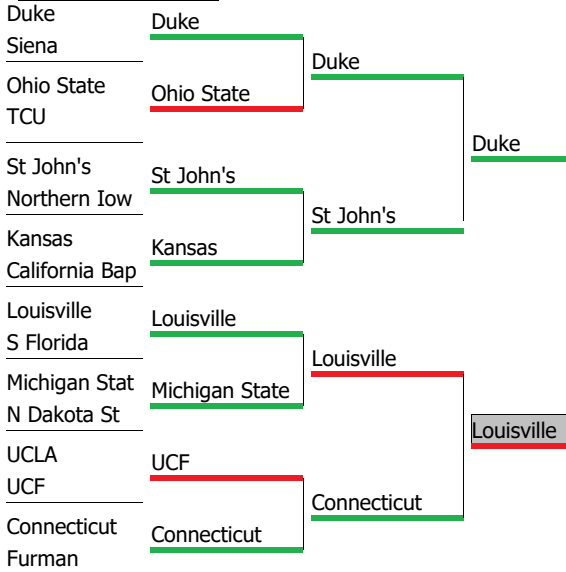 Duke
Siena
Ohio State
TCU
St John's
Northern Iow
Kansas
California Bap
Louisville
S Florida
Michigan Stat
N Dakota St
UCLA
UCF
Connecticut
Furman
Duke
Ohio State
St John's
Kansas
Louisville
Michigan State
UCF
Connecticut
Duke
St John's
Louisville
Connecticut
Duke
Louisville